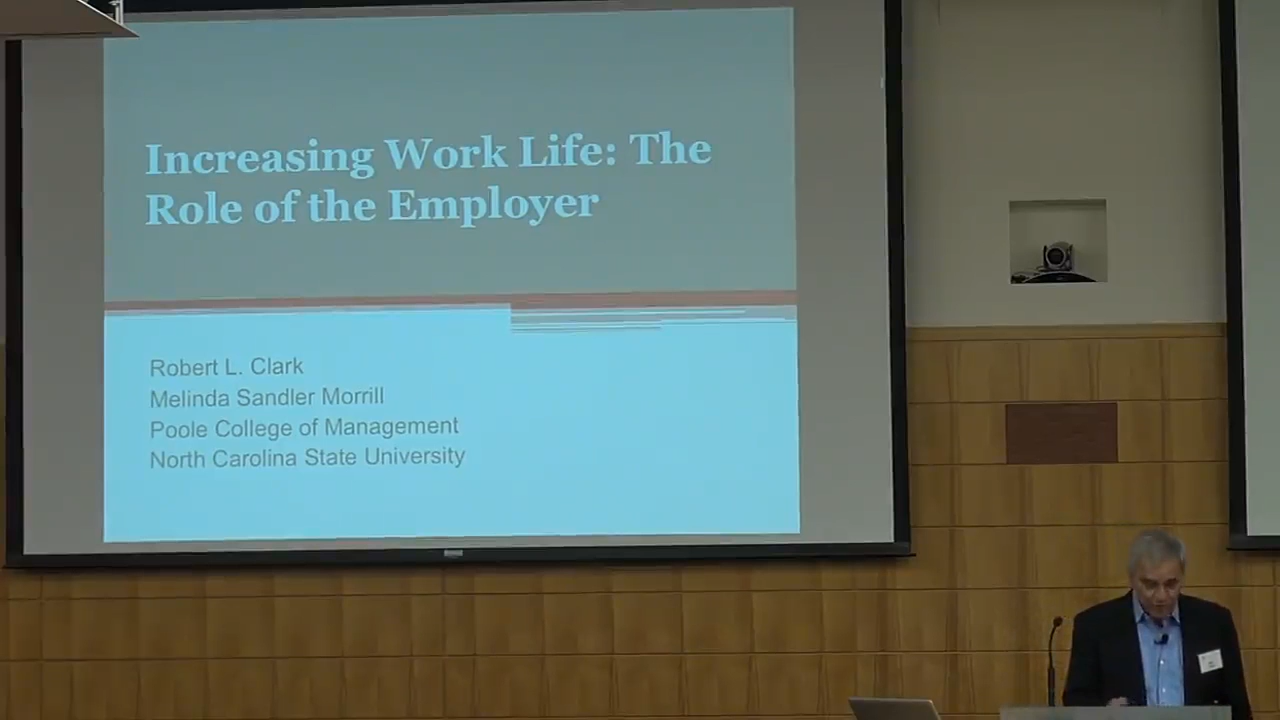 Increasing Work Life: The
Role of the Employer
Robert L. Clark
Melinda Sandler Morrill
Poole College of Management
North Carolina State University